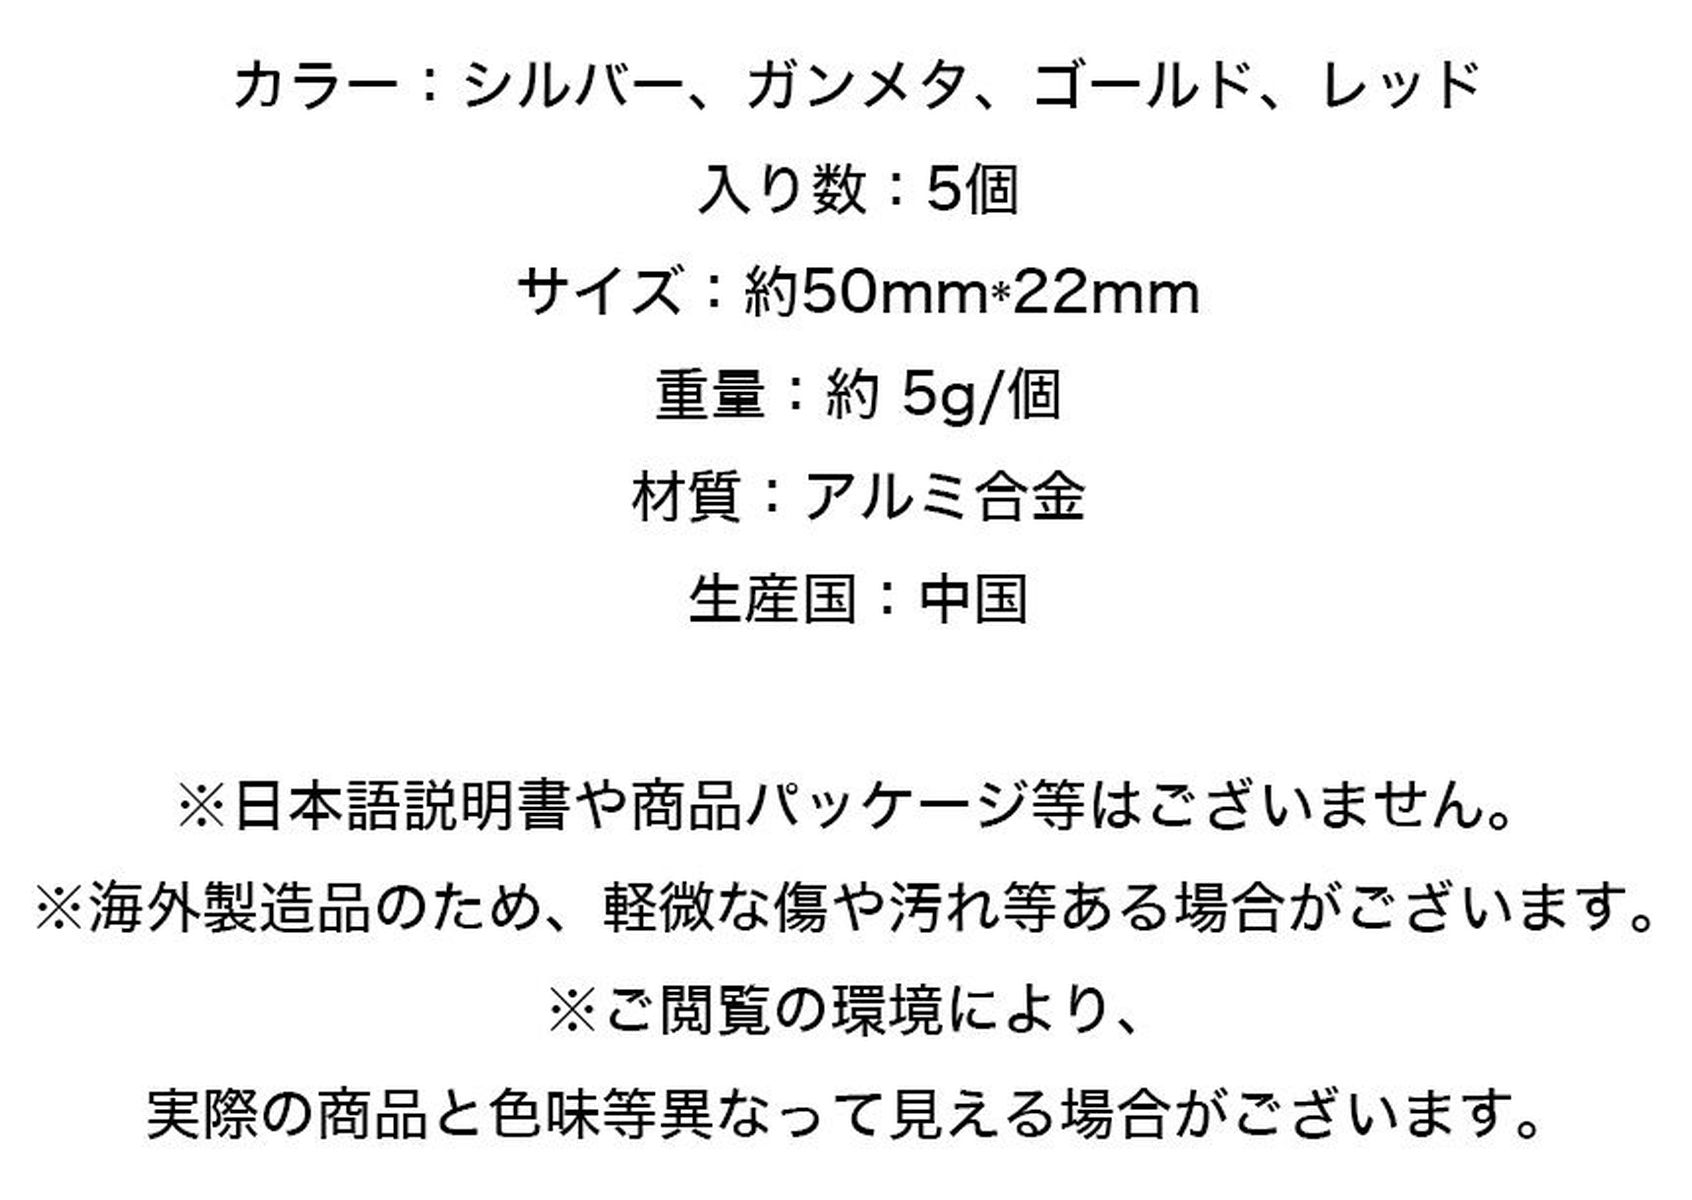 カラー：シルバー、ガンメタ、ゴールド、レッド
入り数：5個
サイズ：約50mm*22mm
重量：約 5g/個
材質：アルミ合金
生産国：中国
※日本語説明書や商品パッケージ等はございません。
※海外製造品のため、軽微な傷や汚れ等ある場合がございます。
※ご閲覧の環境により、
実際の商品と色味等異なって見える場合がございます。